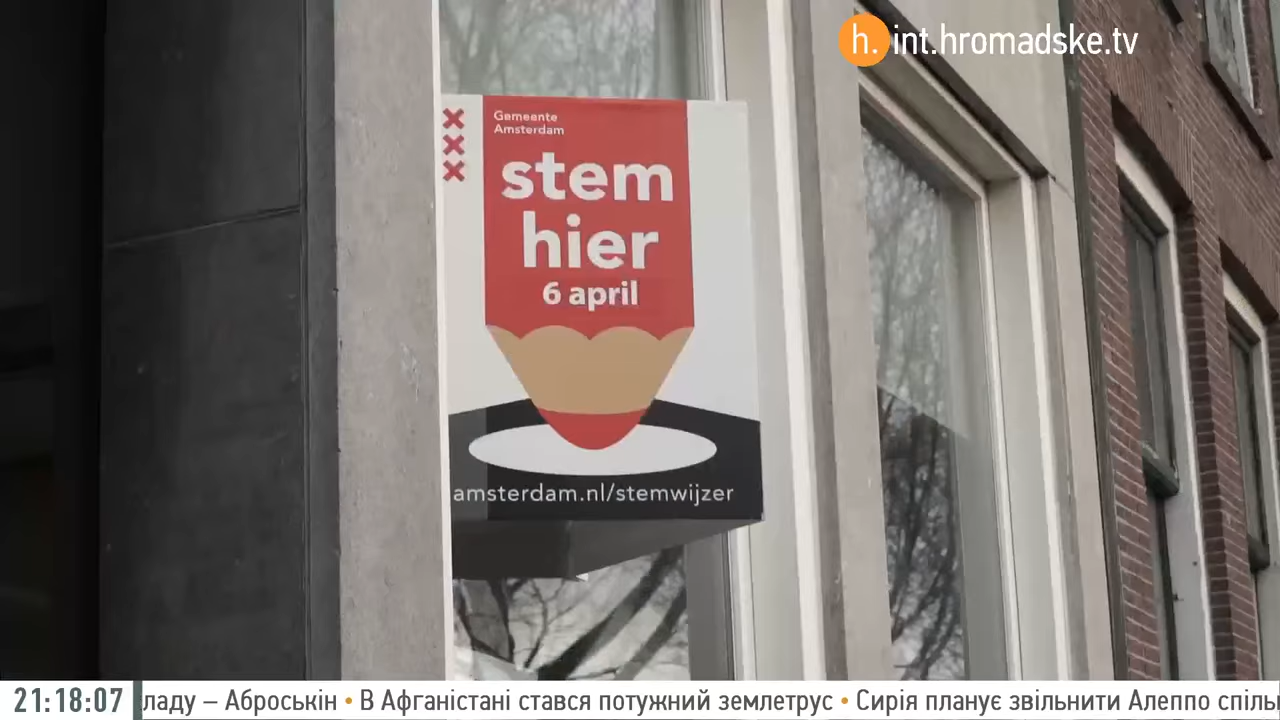 h. int.hromadske.tv
Gemeente
Amsterdam
stem
hier
6 april
amsterdam.nl/stemwijzer
21:18:07 ладу – Аброськін • В Афганістані стався потужний землетрус • Сирія планує звільнити Алеппо спіль